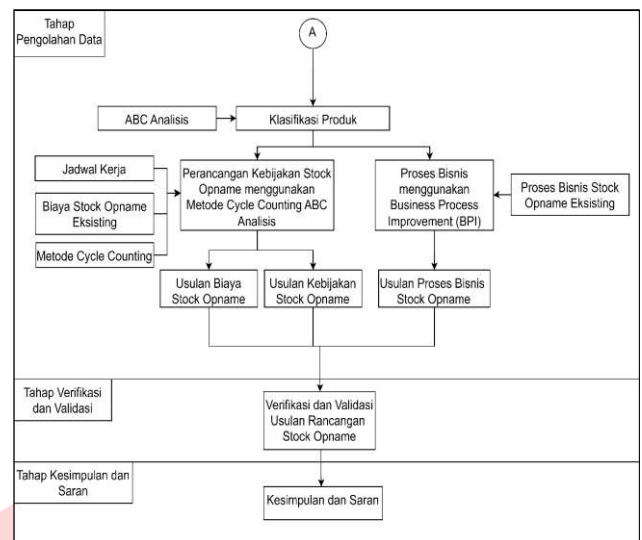 Tahap
Pengolahan Data
A
ABC Analisis
Klasifikasi Produk
Jadwal Kerja
Biaya Stock Opname
Eksisting
Metode Cycle Counting
Perancangan Kebijakan Stock
Opname menggunakan
Metode Cycle Counting ABC
Analisis
Proses Bisnis
menggunakan
Business Process
Improvement (BPI)
Proses Bisnis Stock
Opname Eksisting
Usulan Biaya
Stock Opname
Usulan Kebijakan
Stock Opname
Usulan Proses Bisnis
Stock Opname
Tahap Verifikasi
dan Validasi
Verifikasi dan Validasi
Usulan Rancangan
Stock Opname
Tahap Kesimpulan dan
Saran
Kesimpulan dan Saran